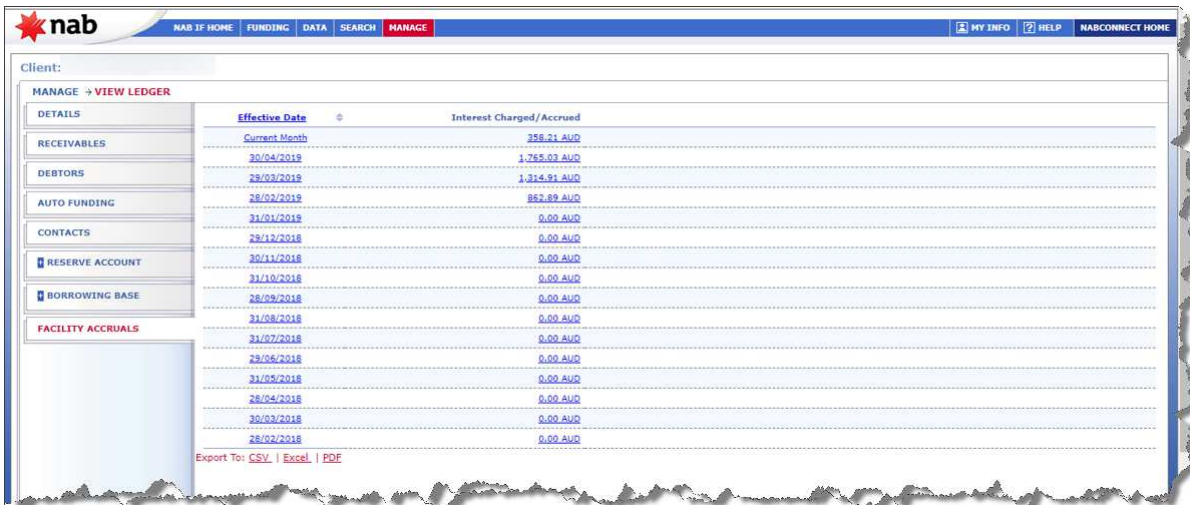 nab
NAB IF HOME FUNDING DATA SEARCH MANAGE MY INFO ? HELP NABCONNECT HOME
Client:
MANAGE → VIEW LEDGER
DETAILS
RECEIVABLES
DEBTORS
AUTO FUNDING
CONTACTS
+ RESERVE ACCOUNT
+ BORROWING BASE
FACILITY ACCRUALS
Effective Date Interest Charged/Accrued
Current Month 358.21 AUD
30/04/2019 1,765.03 AUD
29/03/2019 1,314.91 AUD
28/02/2019 862.89 AUD
31/01/2019 0.00 AUD
29/12/2018 0.00 AUD
30/11/2018 0.00 AUD
31/10/2018 0.00 AUD
28/09/2018 0.00 AUD
31/08/2018 0.00 AUD
31/07/2018 0.00 AUD
29/06/2018 0.00 AUD
31/05/2018 0.00 AUD
28/04/2018 0.00 AUD
30/03/2018 0.00 AUD
28/02/2018 0.00 AUD
Export To: CSV | Excel | PDF